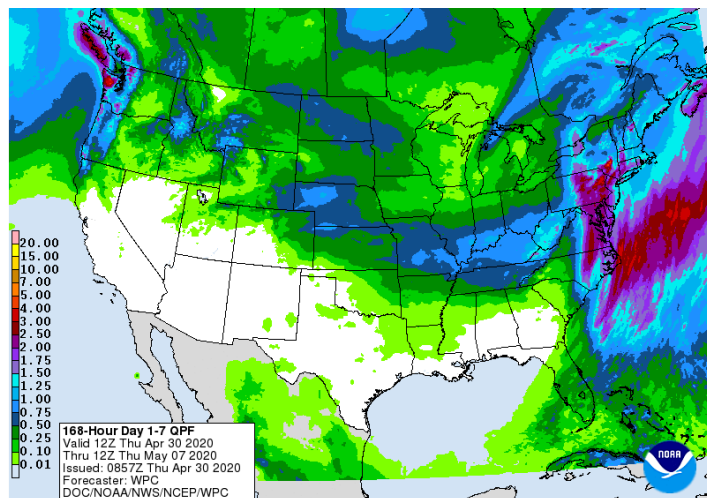 20.00
15.00
10.00
7.00
5.00
4.00
3.00
2.50
2.00
1.75
1.50
1.25
1.00
0.75
0.50
0.25
0.10
0.01
168-Hour Day 1-7 QPF
Valid 12Z Thu Apr 30 2020
Thru 12Z Thu May 07 2020
Issued: 0857Z Thu Apr 30 2020
Forecaster: WPC
DOC/NOAA/NWS/NCEP/WPC
NOAA